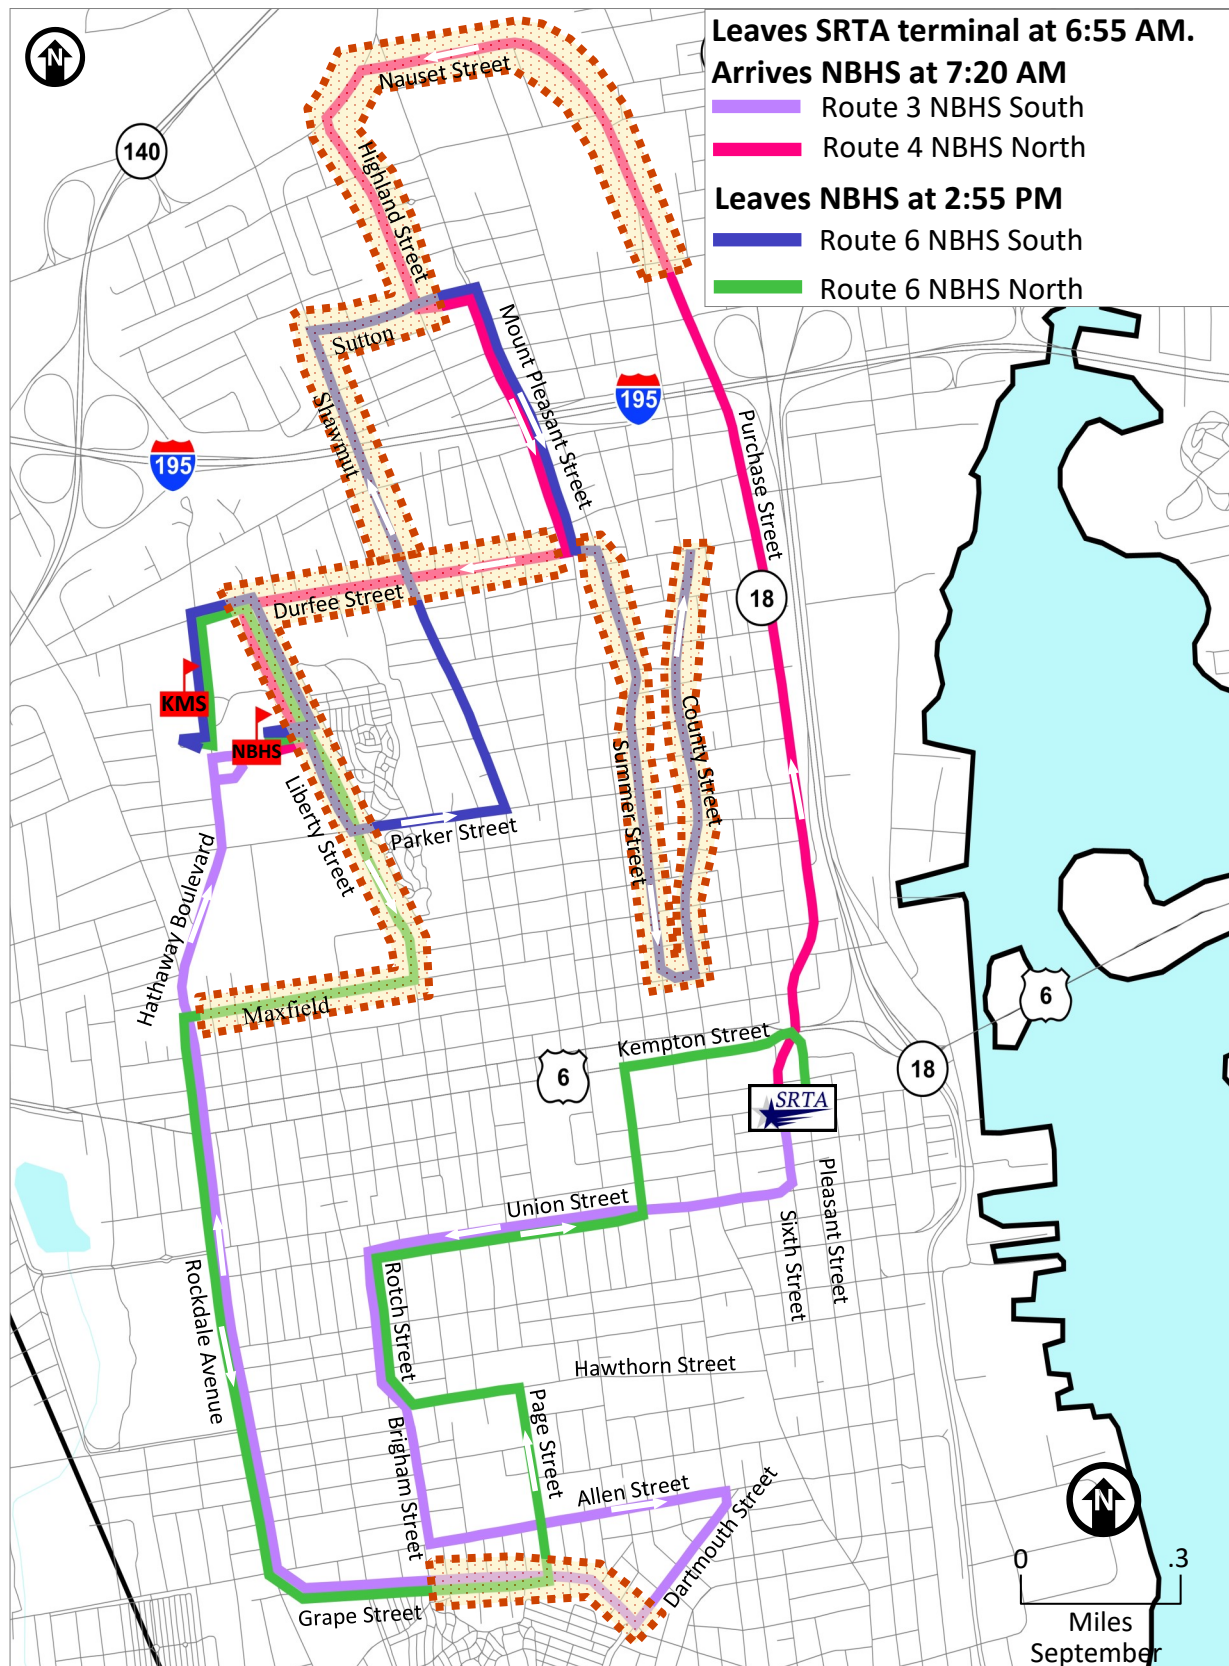 Leaves SRTA terminal at 6:55 AM.
Arrives NBHS at 7:20 AM
Route 3 NBHS South
Route 4 NBHS North
Leaves NBHS at 2:55 PM
Route 6 NBHS South
Route 6 NBHS North
N
Nauset Street
140
Highland Street
Sutton
Mount Pleasant Street
195
Shawmut
195
Purchase Street
Durfee Street
18
KMS
NBHS
County Street
Summer Street
Liberty Street
Parker Street
Hathaway Boulevard
Maxfield
6
Kempton Street
6
18
SRTA
Union Street
Pleasant Street
Sixth Street
Rotch Street
Rockdale Avenue
Hawthorn Street
Page Street
Brigham Street
Allen Street
Dartmouth Street
N
Grape Street
0 .3
Miles
September